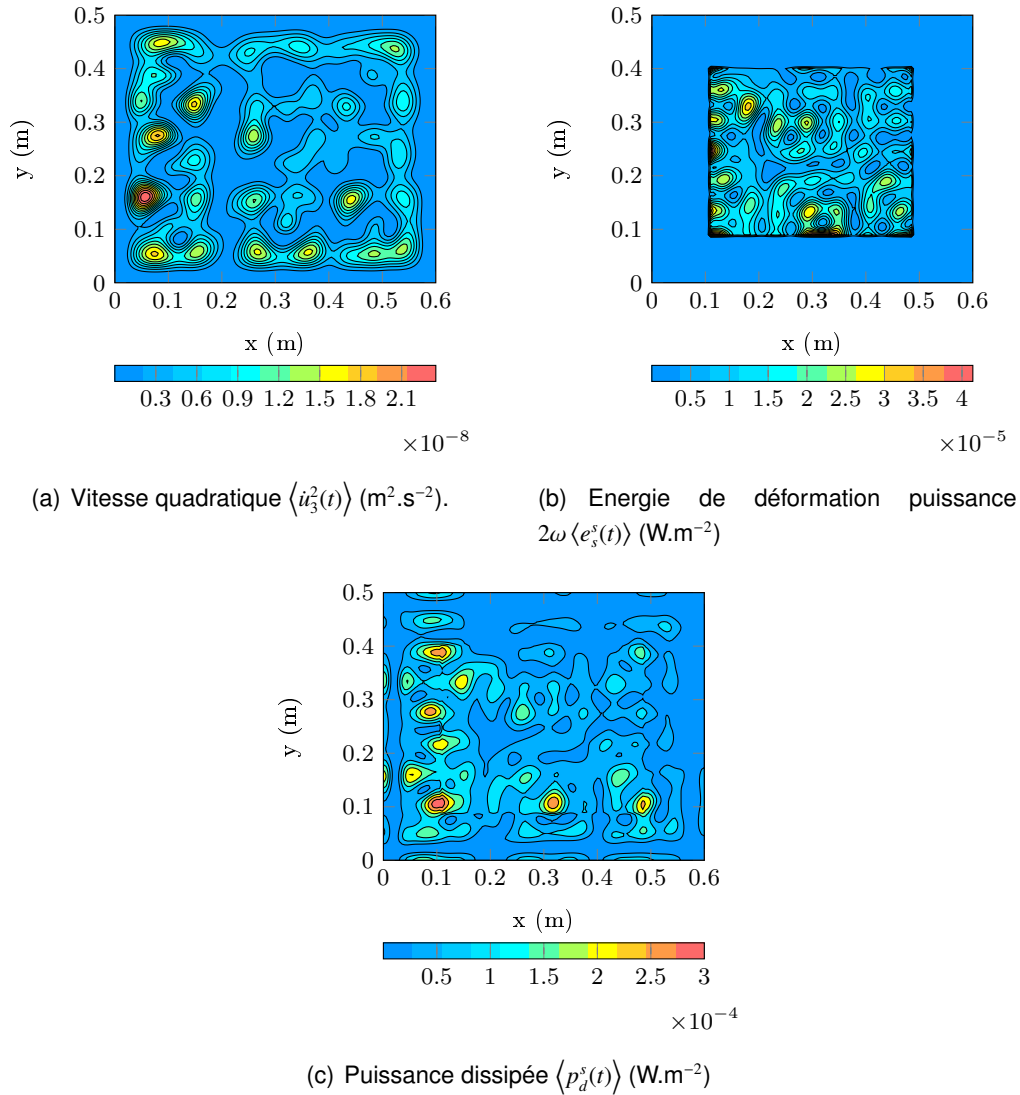 0.5
0.4
0.3
0.2
0.1
0
y (m)
0 0.1 0.2 0.3 0.4 0.5 0.6
x (m)
0.3 0.6 0.9 1.2 1.5 1.8 2.1
×10−8
(a) Vitesse quadratique ⟨u̇₃²(t)⟩ (m².s−2).
0.5
0.4
0.3
0.2
0.1
0
y (m)
0 0.1 0.2 0.3 0.4 0.5 0.6
x (m)
0.5 1 1.5 2 2.5 3 3.5 4
×10−5
(b) Energie de déformation puissance
2ω ⟨eₛˢ(t)⟩ (W.m−2)
0.5
0.4
0.3
0.2
0.1
0
y (m)
0 0.1 0.2 0.3 0.4 0.5 0.6
x (m)
0.5 1 1.5 2 2.5 3
×10−4
(c) Puissance dissipée ⟨p_d^s(t)⟩ (W.m−2)